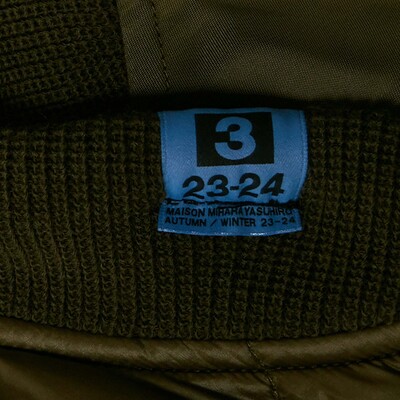 3
23-24
MAISON MIHARAYASUHIRO
AUTUMN / WINTER 23-24